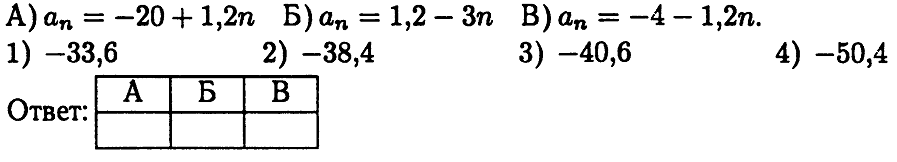 А) aₙ = −20 + 1,2n Б) aₙ = 1,2 − 3n В) aₙ = −4 − 1,2n.
1) −33,6 2) −38,4 3) −40,6 4) −50,4
Ответ: А Б В